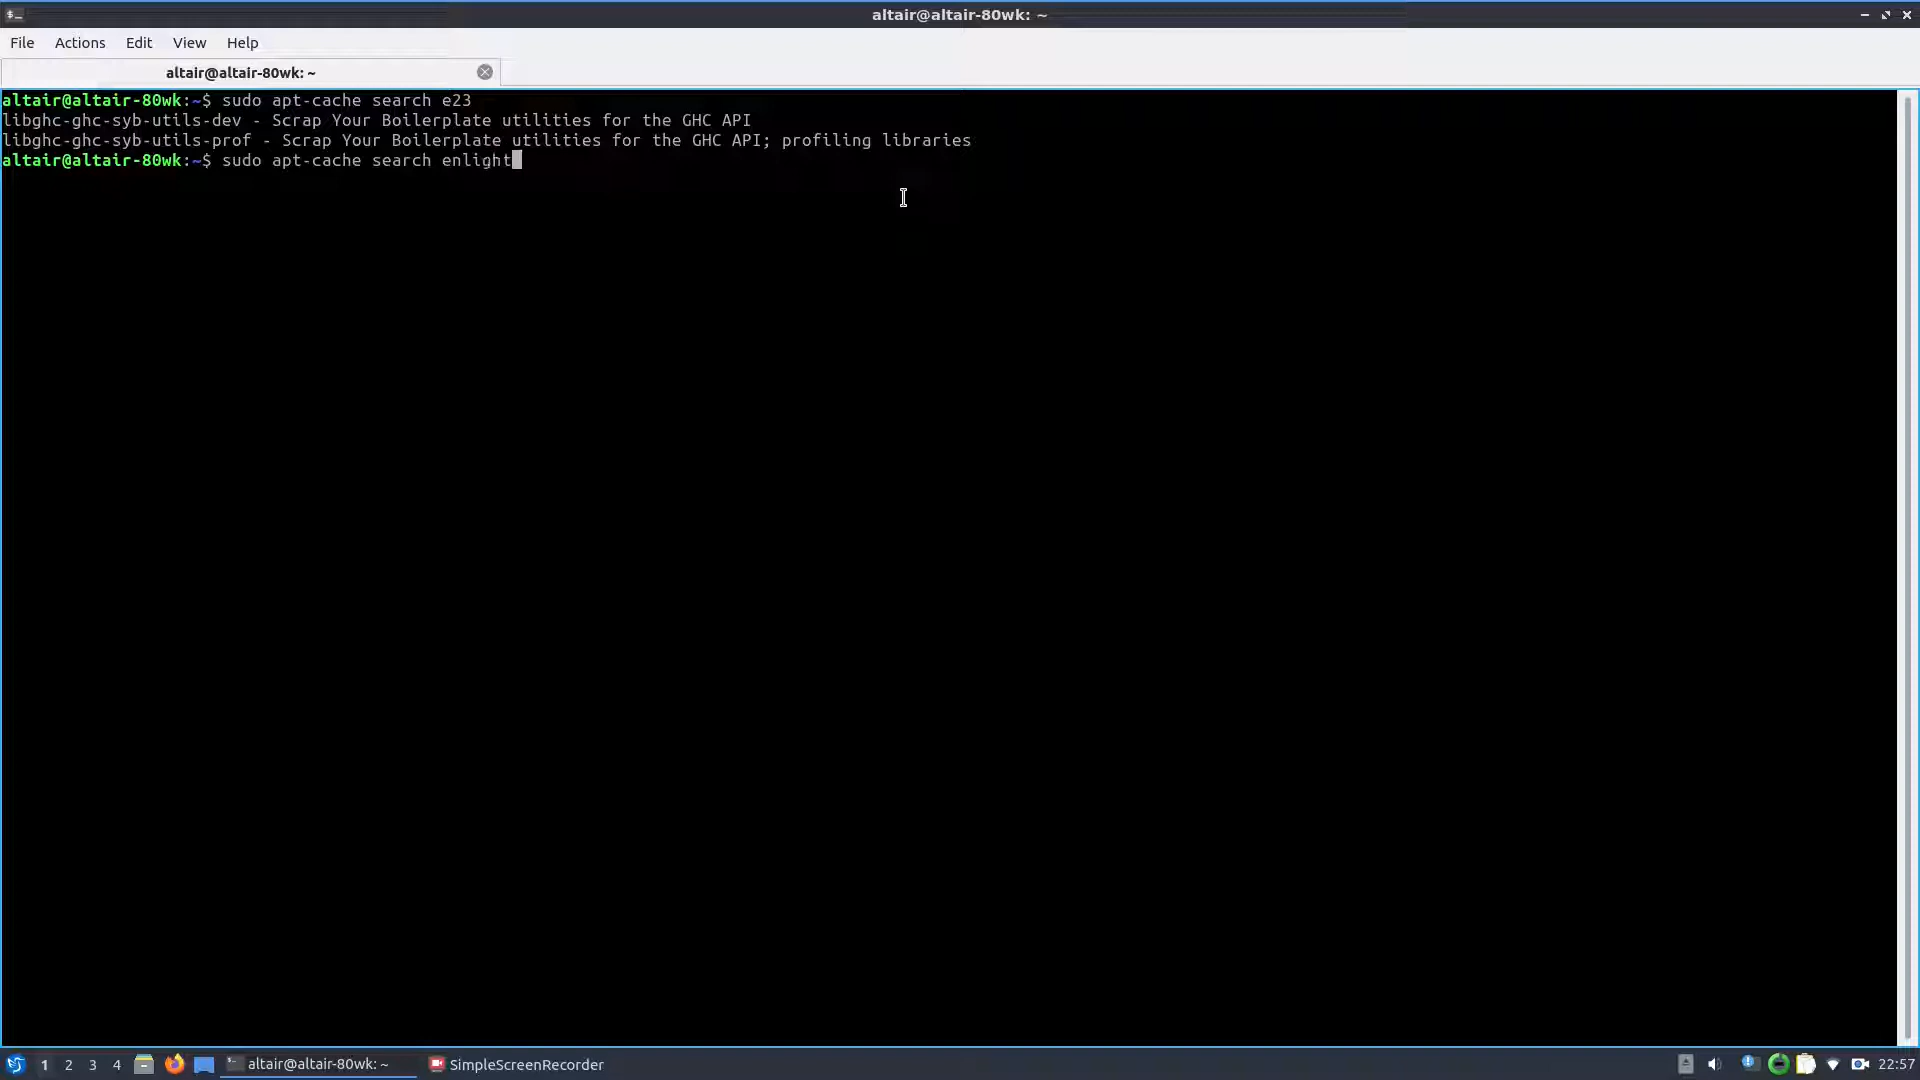 altair@altair-80wk: ~
File Actions Edit View Help
altair@altair-80wk: ~
altair@altair-80wk:~$ sudo apt-cache search e23
libghc-ghc-syb-utils-dev - Scrap Your Boilerplate utilities for the GHC API
libghc-ghc-syb-utils-prof - Scrap Your Boilerplate utilities for the GHC API; profiling libraries
altair@altair-80wk:~$ sudo apt-cache search enlight
1 2 3 4 altair@altair-80wk: ~ SimpleScreenRecorder 22:57